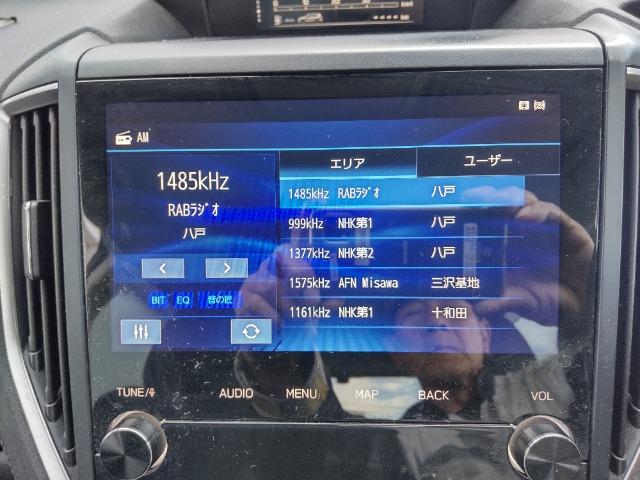 AM
エリア
ユーザー
1485kHz
RABﾗｼﾞｵ
八戸
BIT EQ 音の匠
1485kHz RABﾗｼﾞｵ 八戸
999kHz NHK第1 八戸
1377kHz NHK第2 八戸
1575kHz AFN Misawa 三沢基地
1161kHz NHK第1 十和田
TUNE/ AUDIO MENU MAP BACK VOL